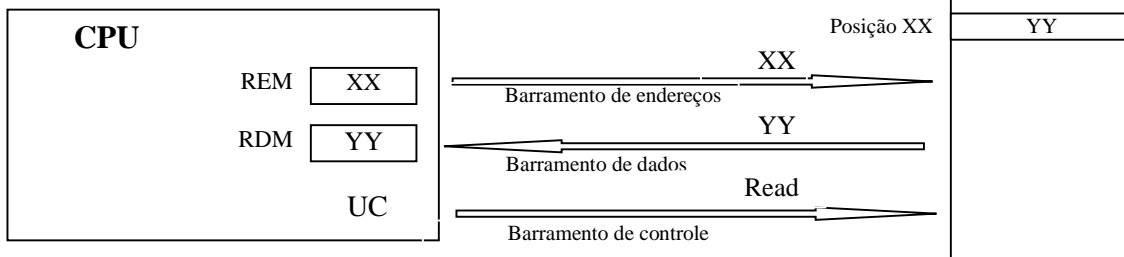 Posição XX
YY
CPU
XX
REM
XX
Barramento de endereços
YY
RDM
YY
Barramento de dados
Read
UC
Barramento de controle